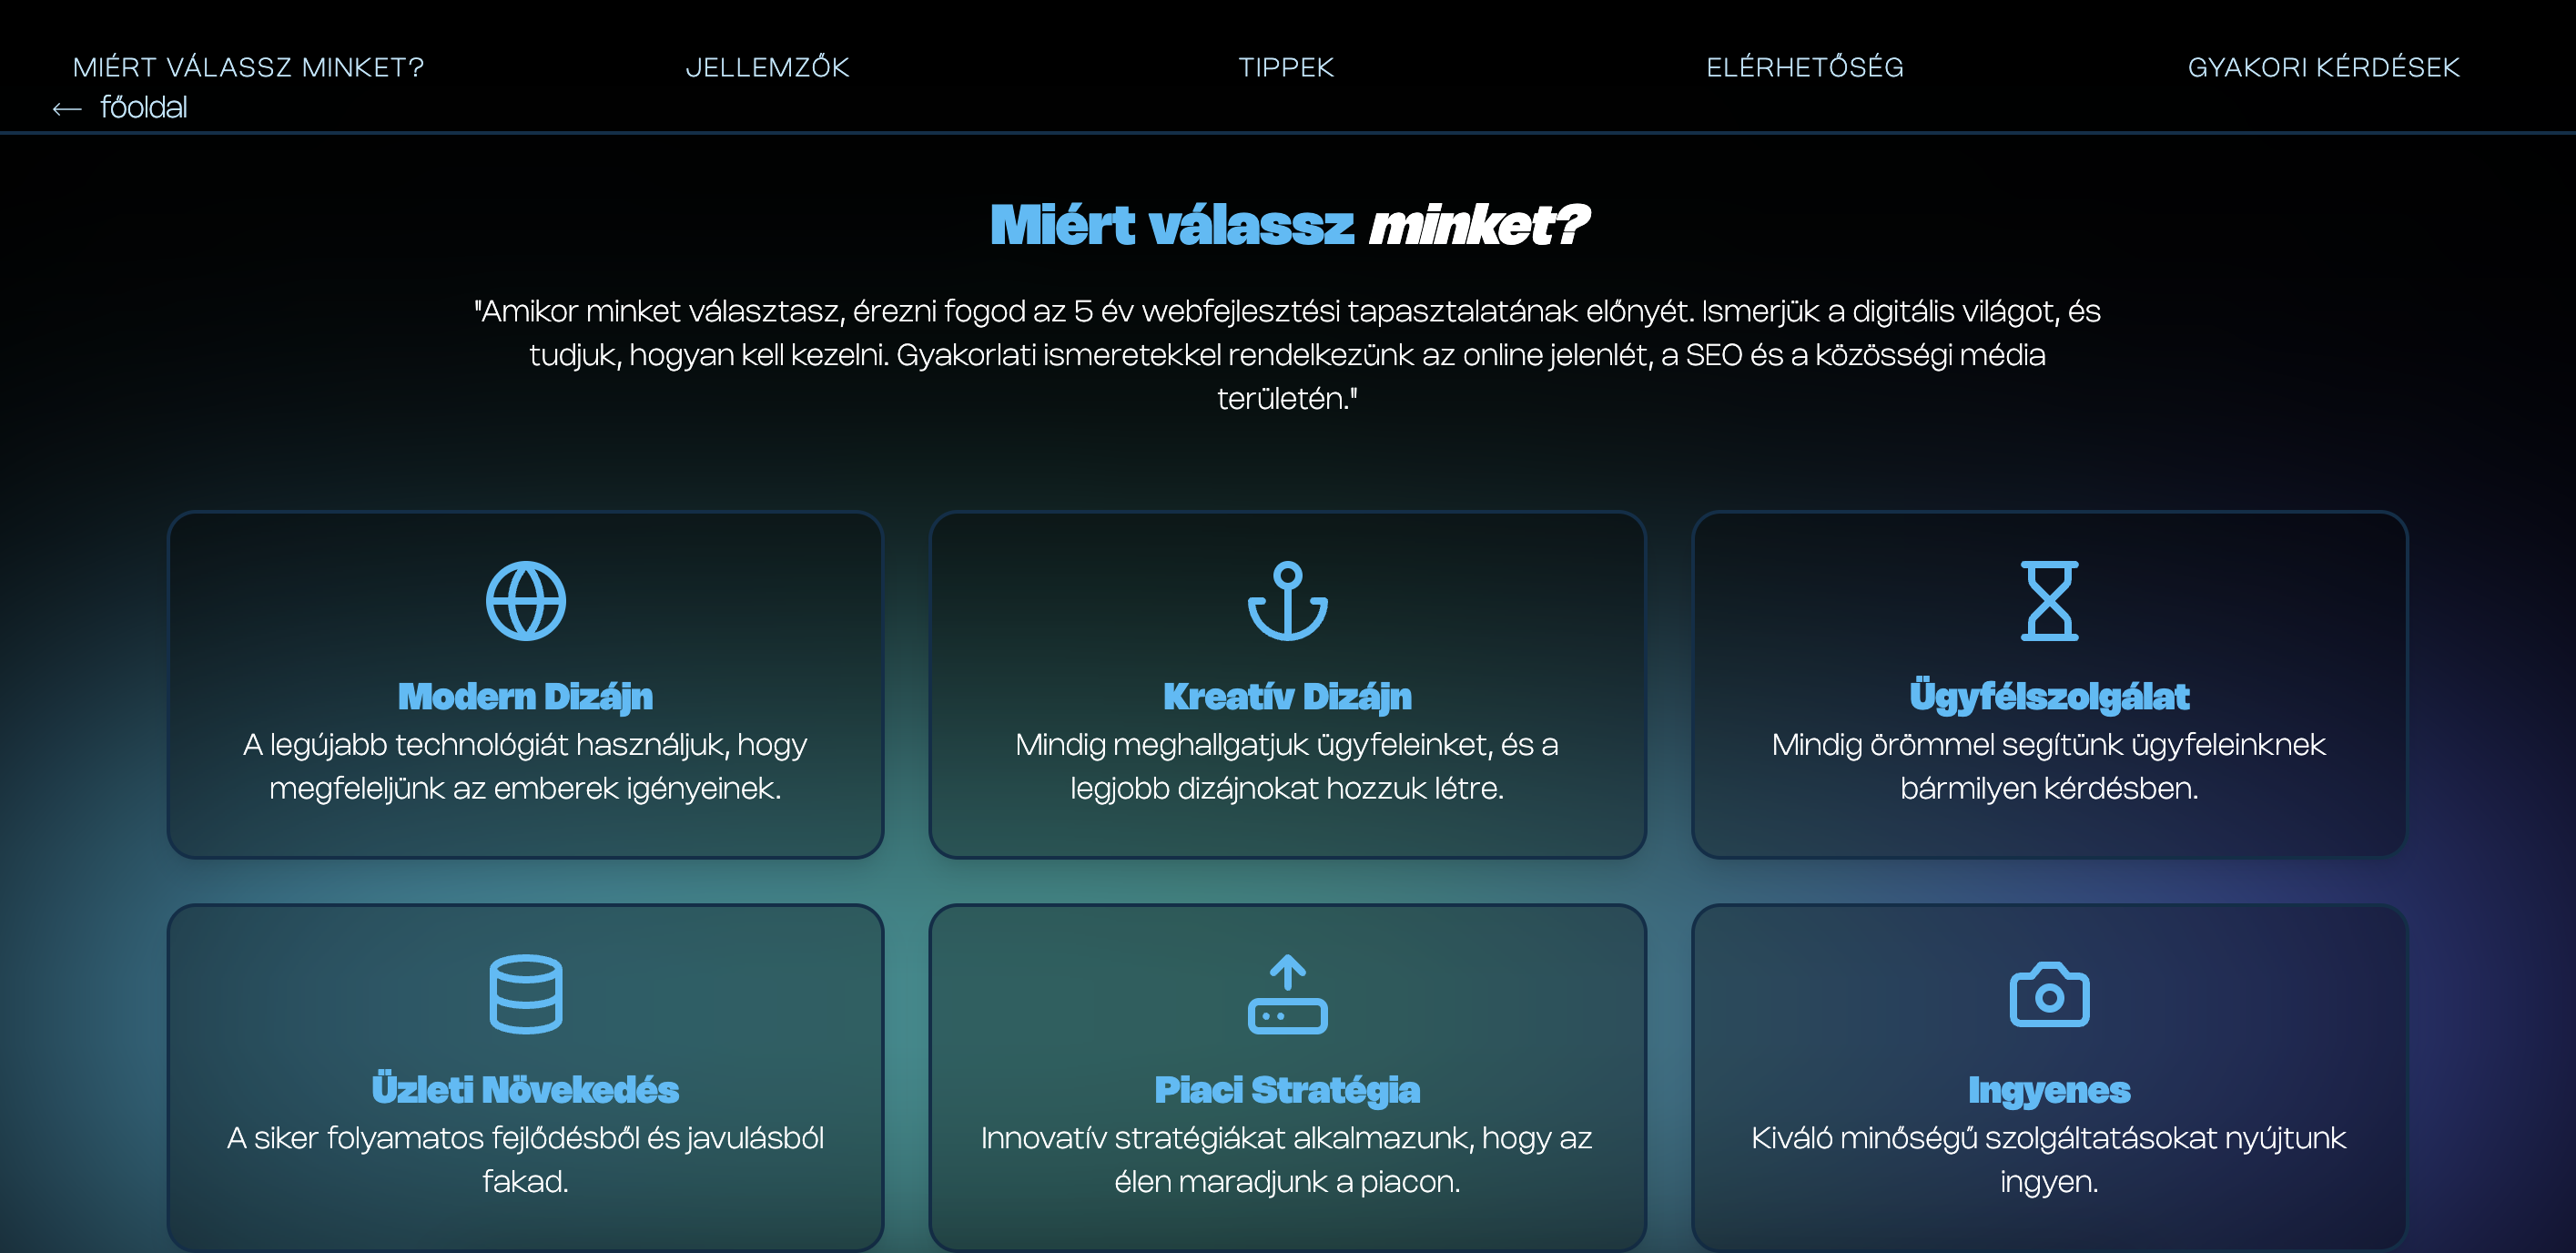 MIÉRT VÁLASSZ MINKET?
JELLEMZŐK
TIPPEK
ELÉRHETŐSÉG
GYAKORI KÉRDÉSEK
← főoldal
Miért válassz minket?
"Amikor minket választasz, érezni fogod az 5 év webfejlesztési tapasztalatának előnyét. Ismerjük a digitális világot, és
tudjuk, hogyan kell kezelni. Gyakorlati ismeretekkel rendelkezünk az online jelenlét, a SEO és a közösségi média
területén."
Modern Dizájn
A legújabb technológiát használjuk, hogy
megfeleljünk az emberek igényeinek.
Kreatív Dizájn
Mindig meghallgatjuk ügyfeleinket, és a
legjobb dizájnokat hozzuk létre.
Ügyfélszolgálat
Mindig örömmel segítünk ügyfeleinknek
bármilyen kérdésben.
Üzleti Növekedés
A siker folyamatos fejlődésből és javulásból
fakad.
Piaci Stratégia
Innovatív stratégiákat alkalmazunk, hogy az
élen maradjunk a piacon.
Ingyenes
Kiváló minőségű szolgáltatásokat nyújtunk
ingyen.